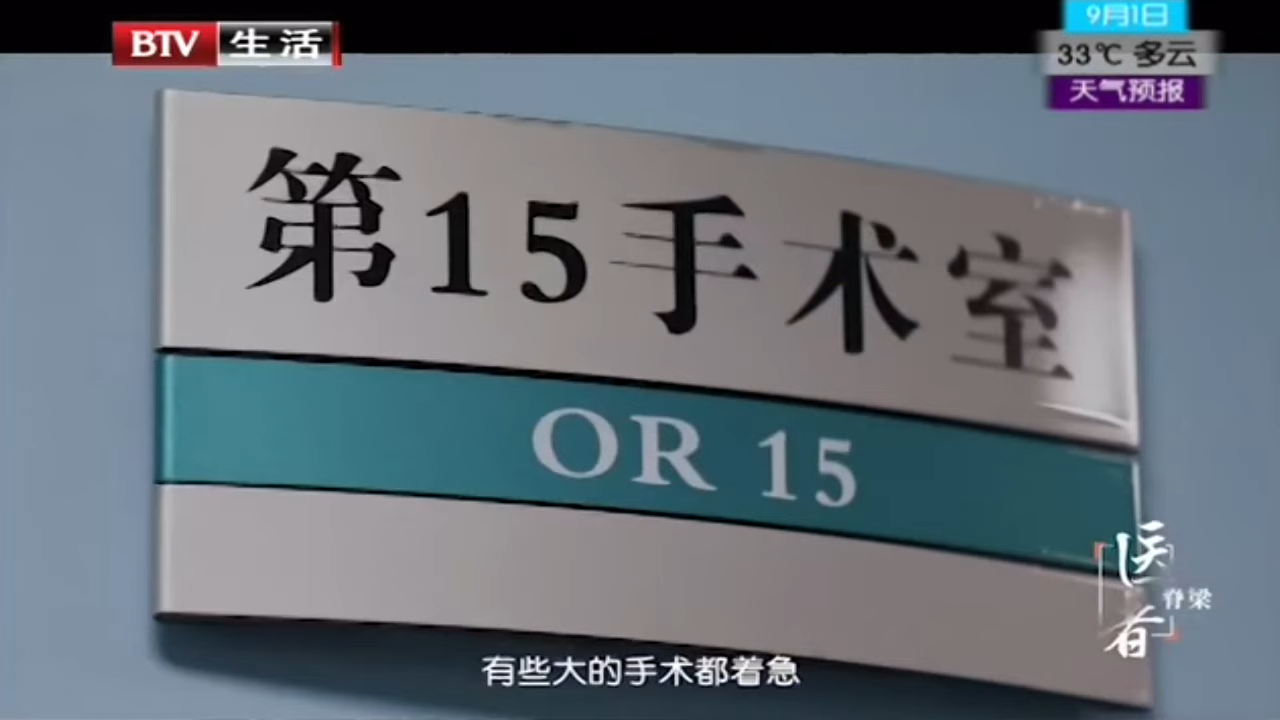 BTV 生活
9月1日
33℃ 多云
天气预报
第15手术室
OR 15
医者
脊梁
有些大的手术都着急